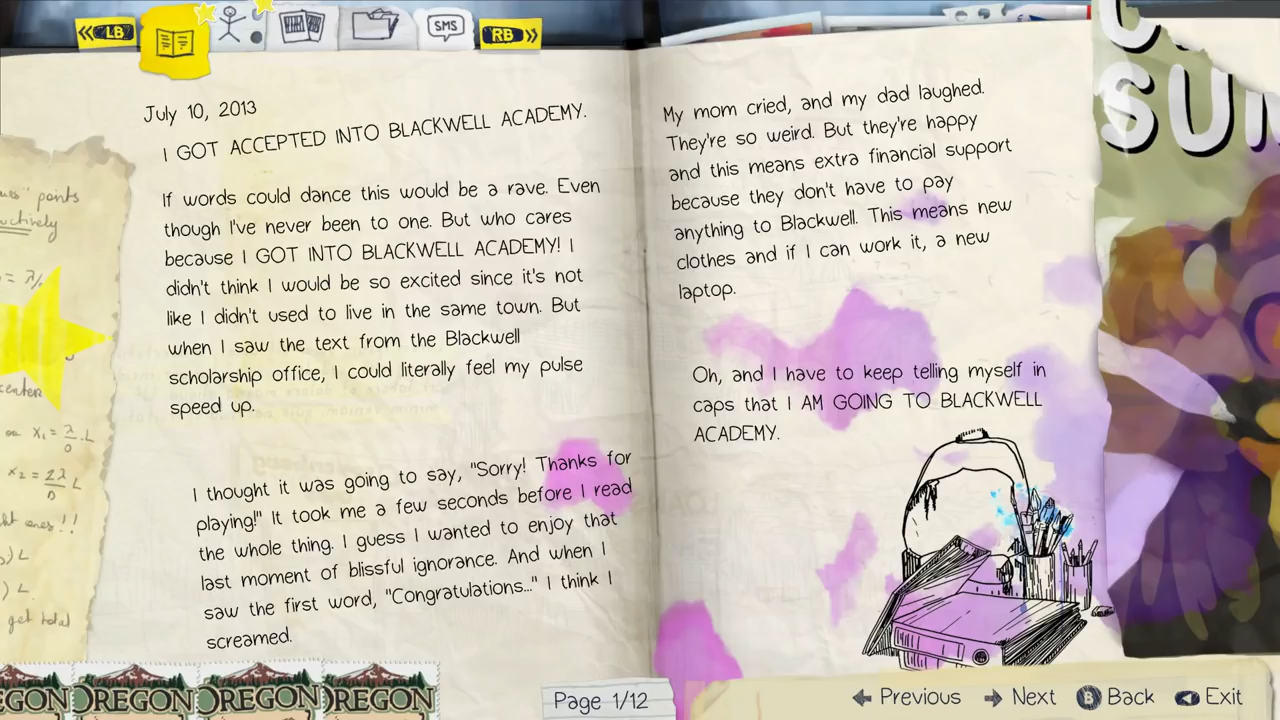 LB
SMS
RB
July 10, 2013
I GOT ACCEPTED INTO BLACKWELL ACADEMY.
If words could dance this would be a rave. Even
though I've never been to one. But who cares
because I GOT INTO BLACKWELL ACADEMY! I
didn't think I would be so excited since it's not
like I didn't used to live in the same town. But
when I saw the text from the Blackwell
scholarship office, I could literally feel my pulse
speed up.
I thought it was going to say, "Sorry! Thanks for
playing!" It took me a few seconds before I read
the whole thing. I guess I wanted to enjoy that
last moment of blissful ignorance. And when I
saw the first word, "Congratulations..." I think I
screamed.
My mom cried, and my dad laughed.
They're so weird. But they're happy
and this means extra financial support
because they don't have to pay
anything to Blackwell. This means new
clothes and if I can work it, a new
laptop.
Oh, and I have to keep telling myself in
caps that I AM GOING TO BLACKWELL
ACADEMY.
points
get total
OREGON OREGON OREGON
Page 1/12
Previous Next B Back Exit